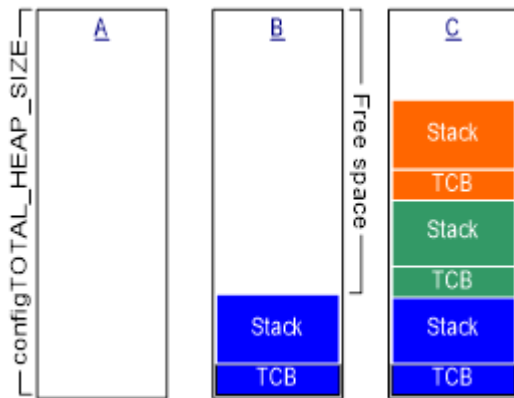 configTOTAL_HEAP_SIZE
A
B
Stack
TCB
Free space
C
Stack
TCB
Stack
TCB
Stack
TCB